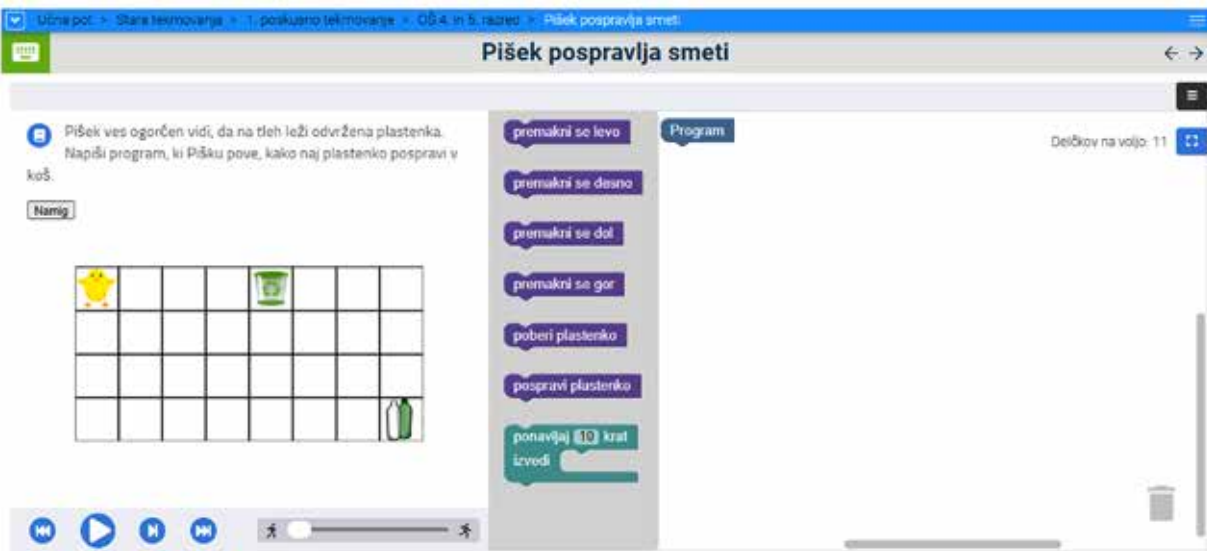 Učna pot > Stara tekmovanja > 1. poskusno tekmovanje > OŠ 4. in 5. razred > Pišek pospravlja smeti
Pišek pospravlja smeti
Pišek ves ogorčen vidi, da na tleh leži odvržena plastenka.
Napiši program, ki Pišku pove, kako naj plastenko pospravi v
koš.
Namig
premakni se levo
premakni se desno
premakni se dol
premakni se gor
poberi plastenko
pospravi plastenko
ponavljaj 10 krat
izvedi
Program
Delčkov na voljo: 11